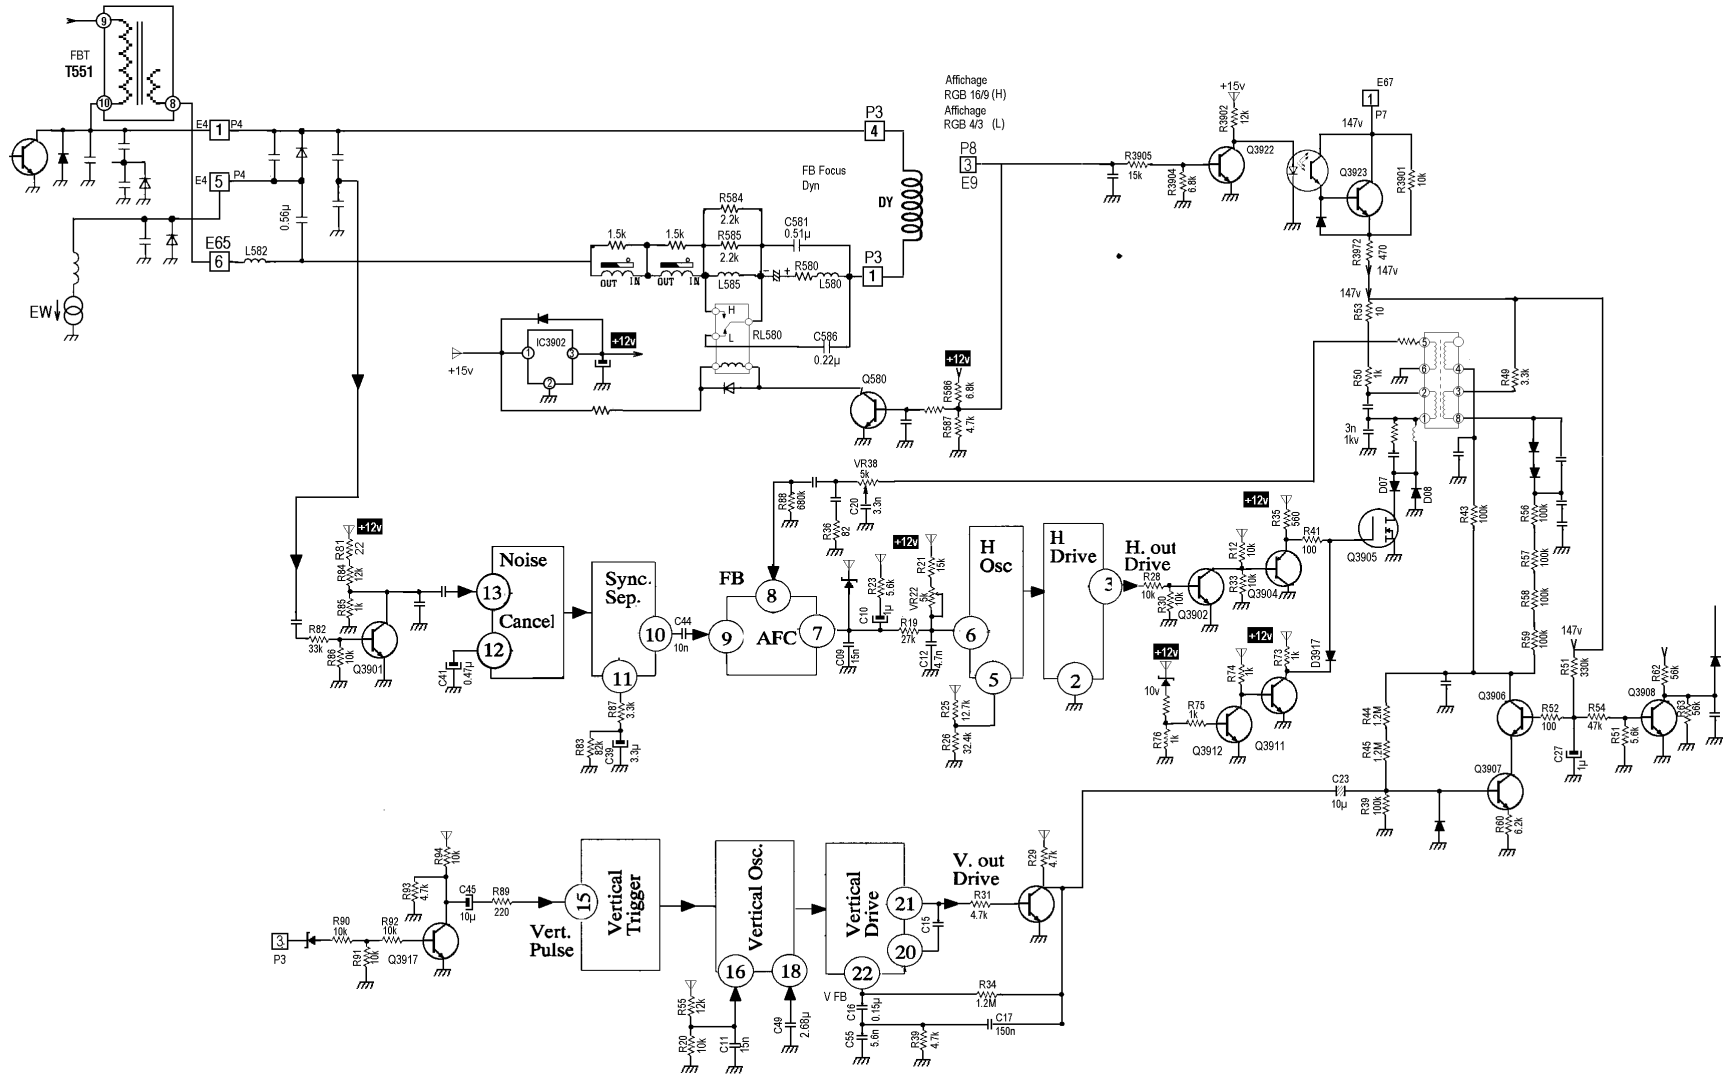 9
FBT
T551
10
8
E4
1
P4
E4
5
P4
0.56µ
E65
6
L582
EW
P3
4
FB Focus
Dyn
DY
R584
2.2k
1.5k
1.5k
R585
2.2k
C581
0.51µ
P3
1
OUT
IN
OUT
IN
L585
-
+
R580
L580
H
L
RL580
C586
0.22µ
IC3902
1
3
2
+12v
+15v
Q580
+12v
R586
6.8k
R587
4.7k
Affichage
RGB 16/9 (H)
Affichage
RGB 4/3 (L)
P8
3
E9
+15v
R3902
12k
R3905
15k
R3904
6.8k
Q3922
E67
1
P7
147v
Q3923
R3901
10k
R3972
470
147v
147v
R53
10
R50
1k
5
6
2
1
4
3
8
R49
3.3k
3n
1kv
D07
D08
R43
100k
R56
100k
R57
100k
R58
100k
R59
100k
VR38
5k
R88
680k
R36
82
C20
3.3n
+12v
R81
22
R84
12k
R85
1k
R82
33k
R86
10k
Q3901
C41
0.47µ
Noise
Cancel
13
12
Sync.
Sep.
10
11
C44
10n
R87
3.3k
R83
82k
C39
3.3µ
FB
8
9
AFC
7
C09
15n
C10
1µ
R23
5.6k
+12v
R21
15k
VR22
5k
R19
27k
C12
4.7n
H
Osc
6
5
R25
12.7k
R26
32.4k
H
Drive
3
2
H. out
Drive
R28
10k
R30
10k
Q3902
R12
10k
R33
10k
Q3904
+12v
R35
560
R41
100
Q3905
+12v
10v
R75
1k
R76
1k
R74
1k
Q3912
+12v
R73
1k
Q3911
D3917
R44
1.2M
R45
1.2M
R39
100k
C23
10µ
Q3906
Q3907
R60
6.2k
R52
100
147v
R51
330k
C27
1µ
R54
47k
R51
5.6k
R62
56k
Q3908
R63
56k
3
P3
R90
10k
R91
10k
R92
10k
Q3917
R93
4.7k
R94
10k
C45
10µ
R89
220
Vert.
Pulse
15
Vertical
Trigger
Vertical Osc.
16
18
R55
12k
R20
10k
C11
15n
C49
2.68µ
Vertical
Drive
21
20
22
V FB
C15
V. out
Drive
R31
4.7k
R29
4.7k
R34
1.2M
C16
0.15µ
C55
5.6n
R39
4.7k
C17
150n